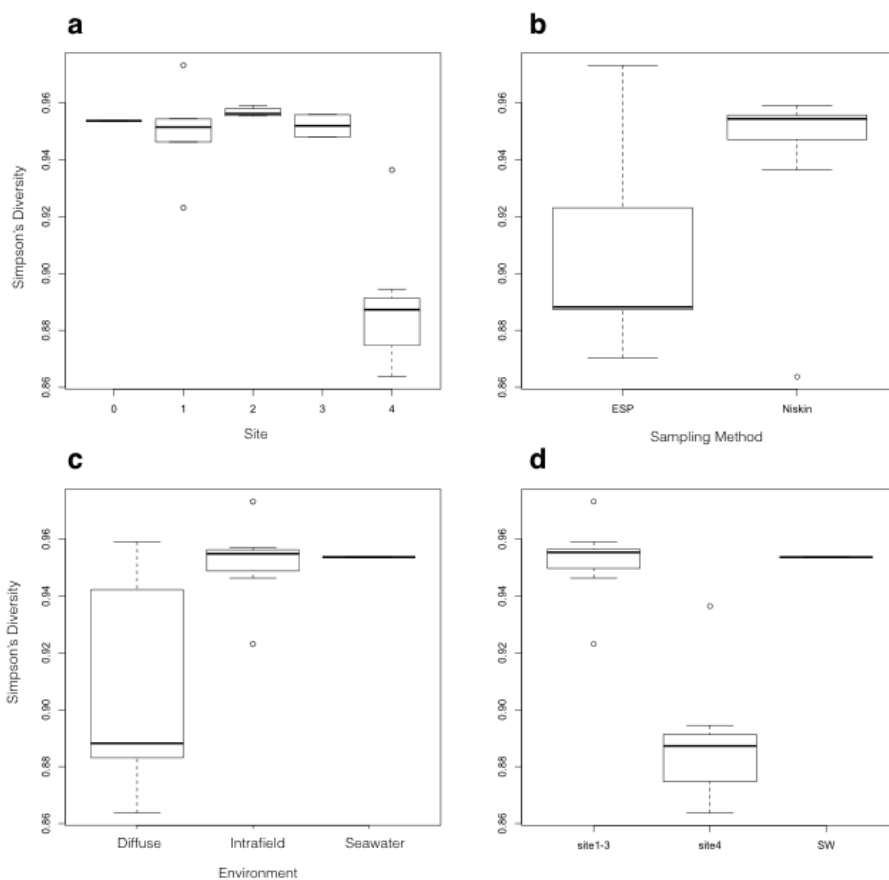 a
Simpson's Diversity
0.96
0.94
0.92
0.90
0.88
0.86
0 1 2 3 4
Site
b
0.96
0.94
0.92
0.90
0.88
0.86
ESP Niskin
Sampling Method
c
Simpson's Diversity
0.96
0.94
0.92
0.90
0.88
0.86
Diffuse Intrafield Seawater
Environment
d
0.96
0.94
0.92
0.90
0.88
0.86
site1-3 site4 SW